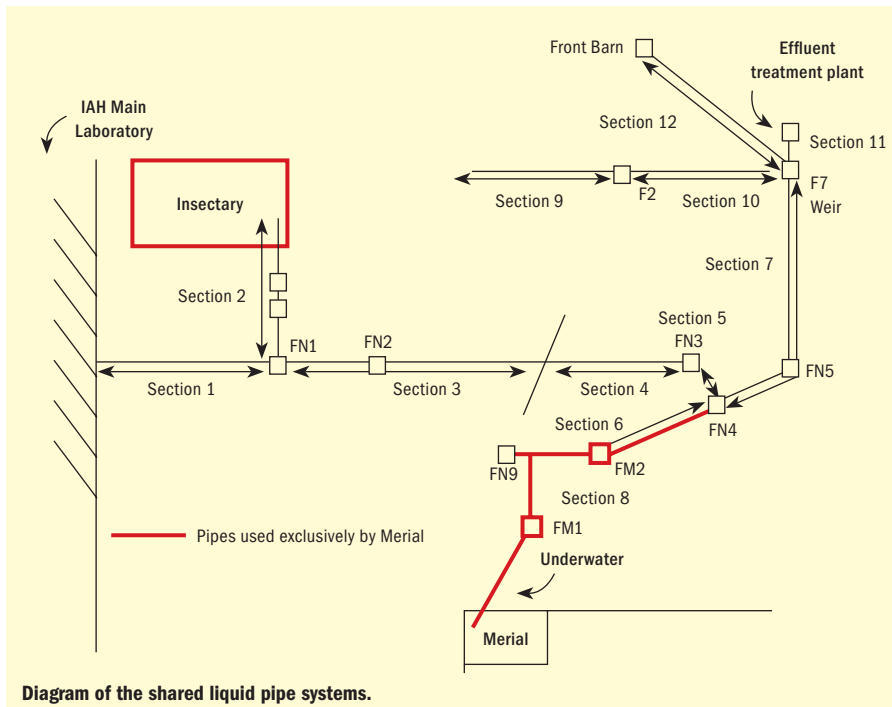 Front Barn
Effluent
treatment plant
IAH Main
Laboratory
Section 12
Section 11
Insectary
Section 9
F2
Section 10
F7
Weir
Section 2
Section 7
Section 5
FN1
FN2
FN3
Section 1
Section 3
Section 4
FN5
Section 6
FN4
FN9
FM2
Section 8
FM1
Pipes used exclusively by Merial
Underwater
Merial
Diagram of the shared liquid pipe systems.